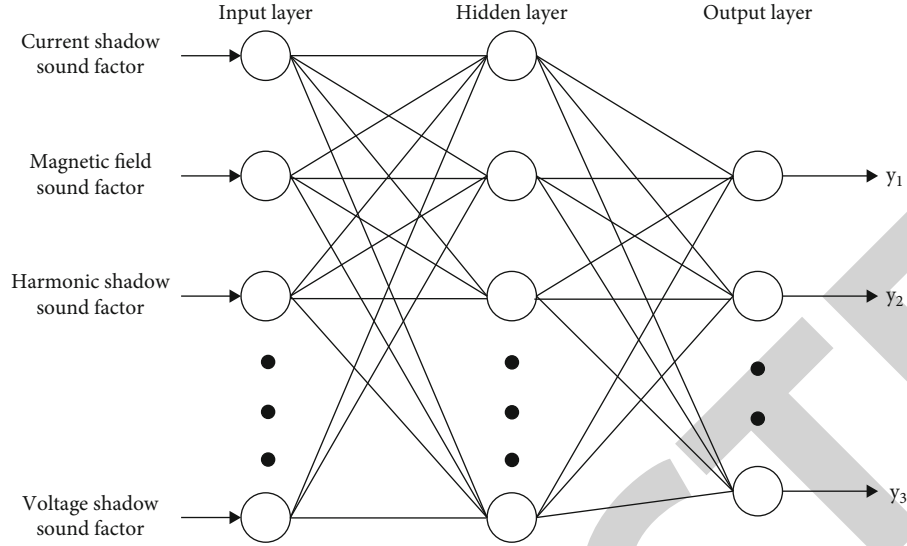 Input layer
Hidden layer
Output layer
Current shadow
sound factor
Magnetic field
sound factor
y1
Harmonic shadow
sound factor
y2
Voltage shadow
sound factor
y3